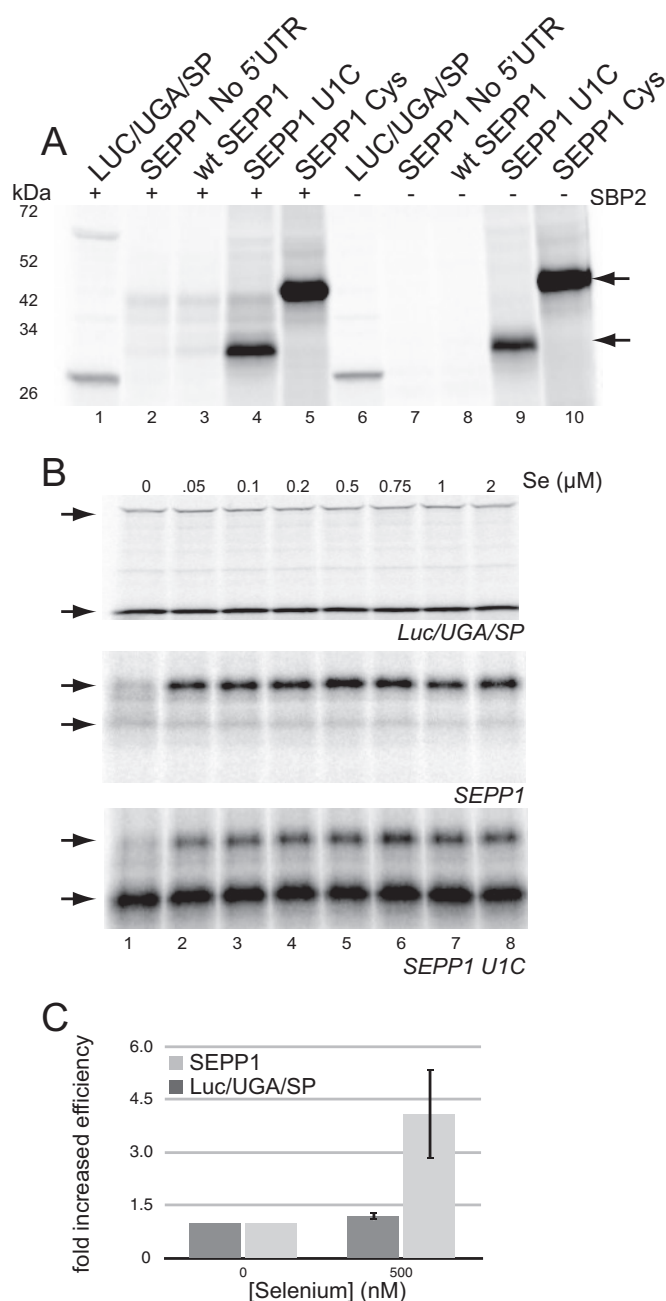 A
LUC/UGA/SP
SEPP1 No 5'UTR
wt SEPP1
SEPP1 U1C
SEPP1 Cys
LUC/UGA/SP
SEPP1 No 5'UTR
wt SEPP1
SEPP1 U1C
SEPP1 Cys
kDa + + + + + - - - - - SBP2
72
52
42
34
26
1 2 3 4 5 6 7 8 9 10
B
0 .05 0.1 0.2 0.5 0.75 1 2 Se (µM)
Luc/UGA/SP
SEPP1
1 2 3 4 5 6 7 8
SEPP1 U1C
C
fold increased efficiency
6.0
4.5
3.0
1.5
0
SEPP1
Luc/UGA/SP
0 500
[Selenium] (nM)